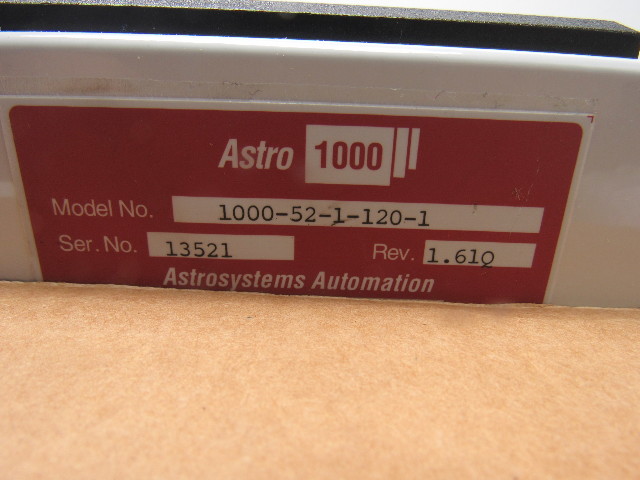 Astro 1000
Model No. 1000-52-1-120-1
Ser. No. 13521 Rev. 1.61Q
Astrosystems Automation